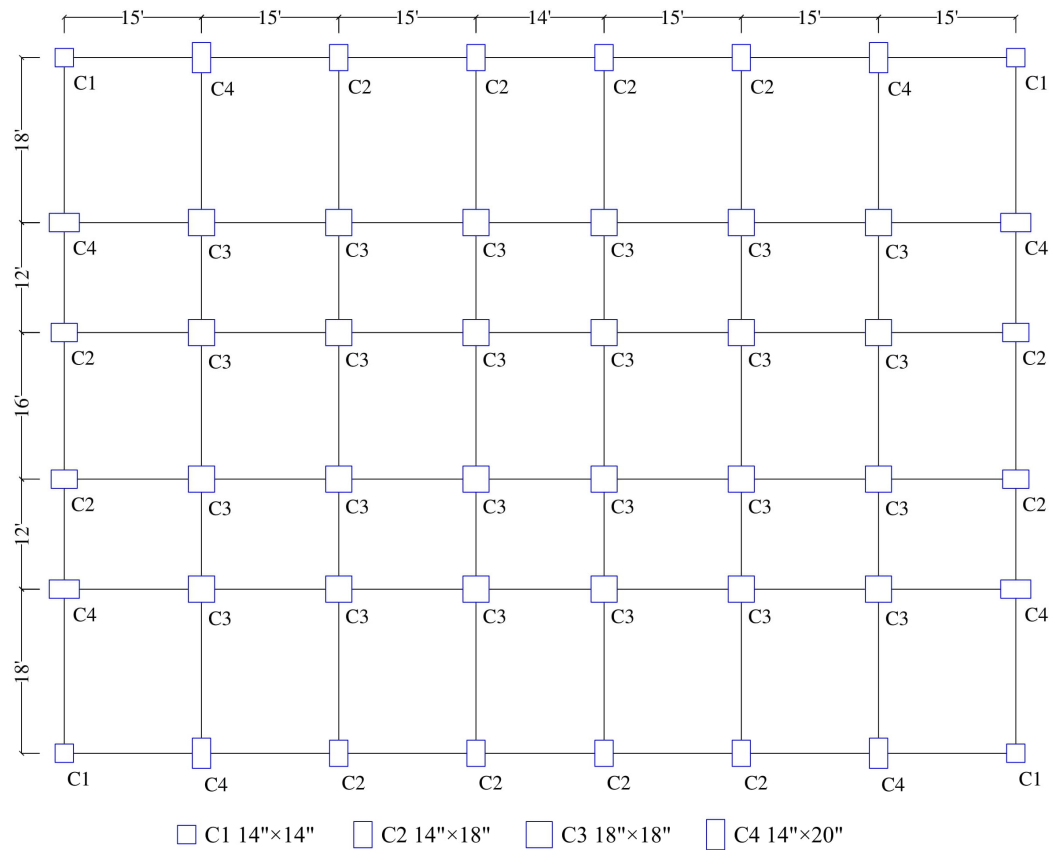 15' 15' 15' 14' 15' 15' 15'
C1 C4 C2 C2 C2 C2 C4 C1
18'
C4 C3 C3 C3 C3 C3 C3 C4
12'
C2 C3 C3 C3 C3 C3 C3 C2
16'
C2 C3 C3 C3 C3 C3 C3 C2
12'
C4 C3 C3 C3 C3 C3 C3 C4
18'
C1 C4 C2 C2 C2 C2 C4 C1
C1 14"×14" C2 14"×18" C3 18"×18" C4 14"×20"